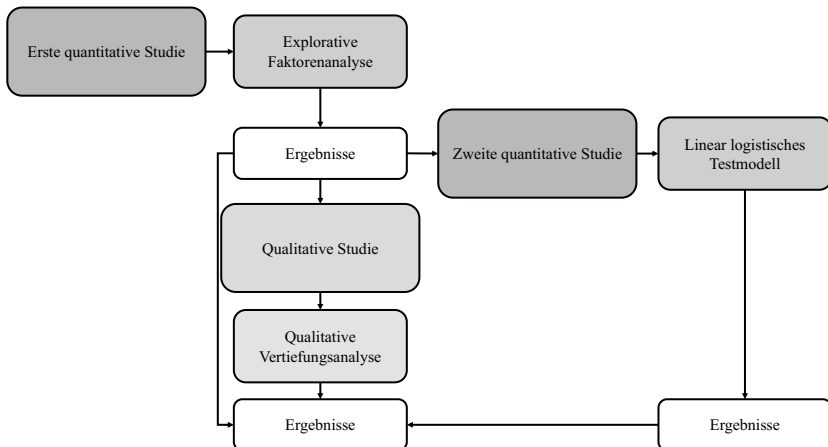 Erste quantitative Studie
Explorative
Faktorenanalyse
Ergebnisse
Zweite quantitative Studie
Linear logistisches
Testmodell
Qualitative Studie
Qualitative
Vertiefungsanalyse
Ergebnisse
Ergebnisse